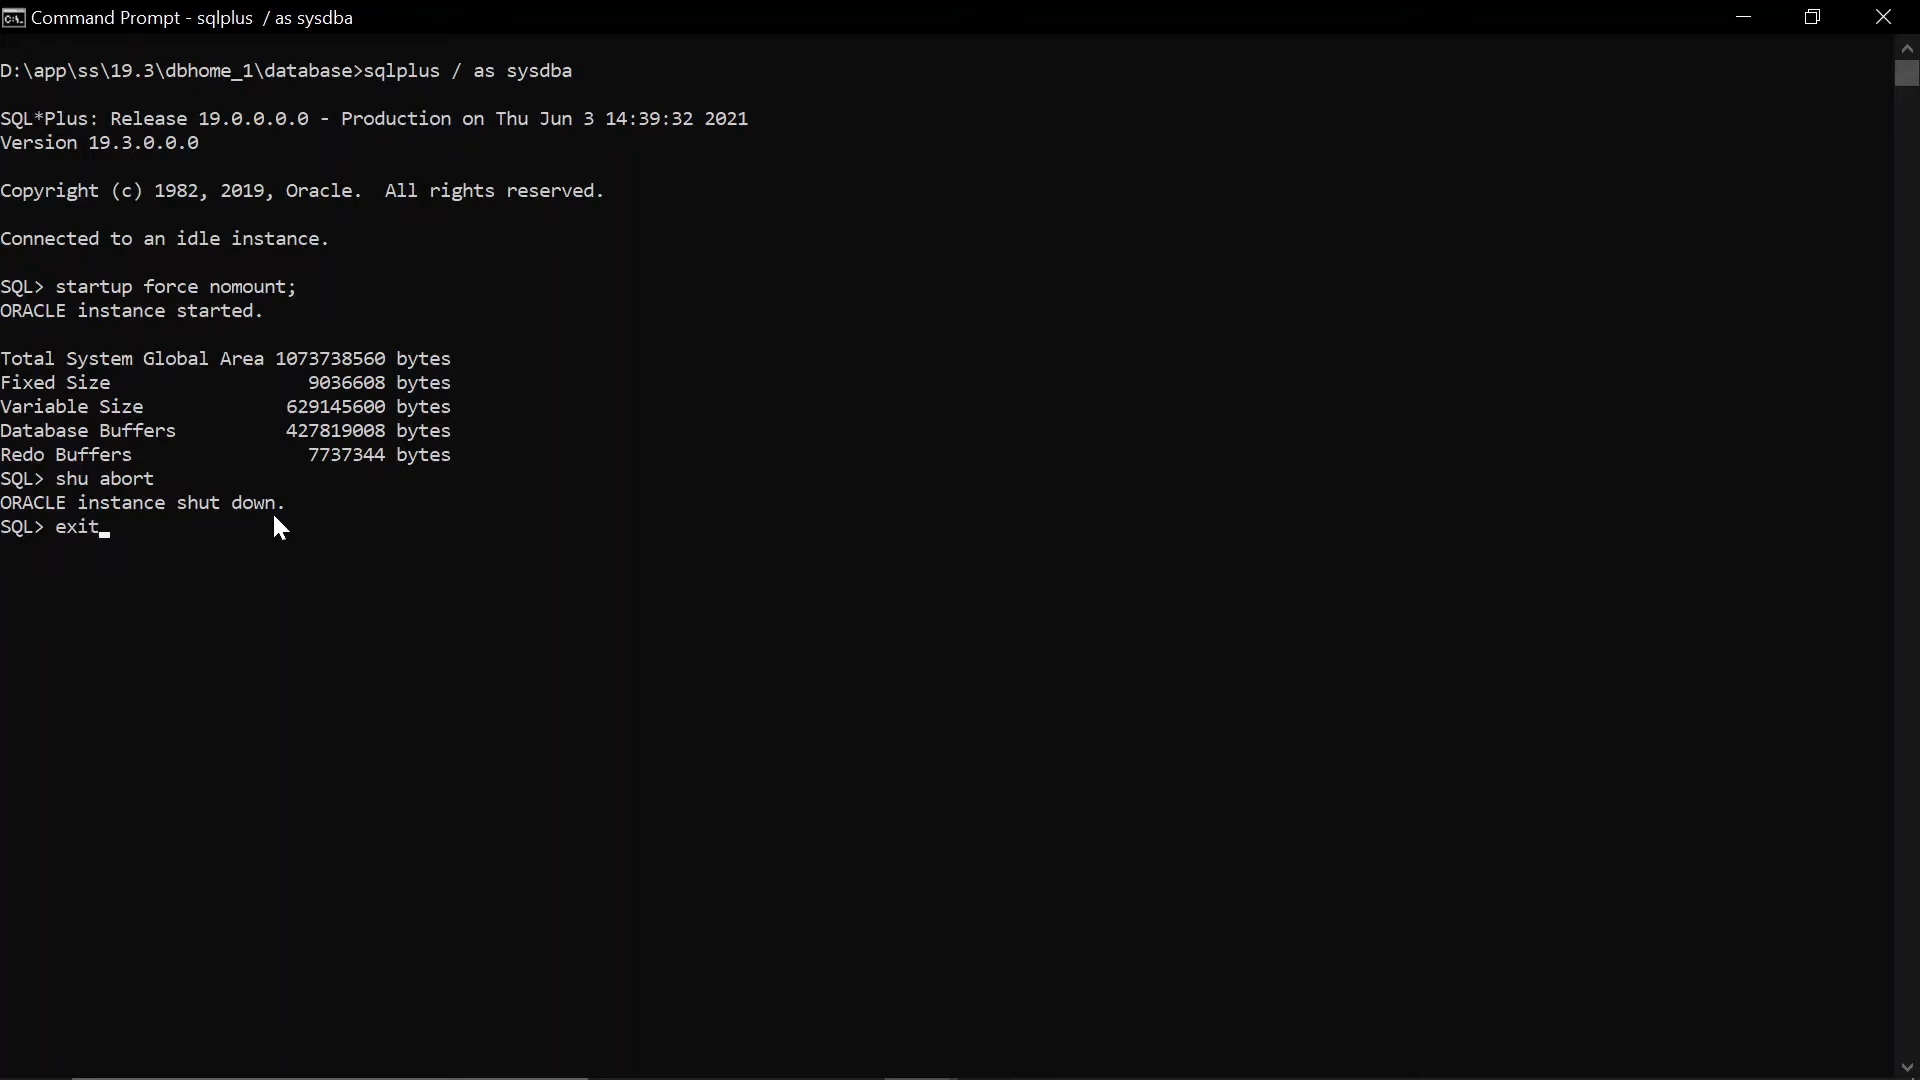 Command Prompt - sqlplus / as sysdba
D:\app\ss\19.3\dbhome_1\database>sqlplus / as sysdba
SQL*Plus: Release 19.0.0.0.0 - Production on Thu Jun 3 14:39:32 2021
Version 19.3.0.0.0
Copyright (c) 1982, 2019, Oracle.  All rights reserved.
Connected to an idle instance.
SQL> startup force nomount;
ORACLE instance started.
Total System Global Area 1073738560 bytes
Fixed Size                  9036608 bytes
Variable Size             629145600 bytes
Database Buffers          427819008 bytes
Redo Buffers                7737344 bytes
SQL> shu abort
ORACLE instance shut down.
SQL> exit